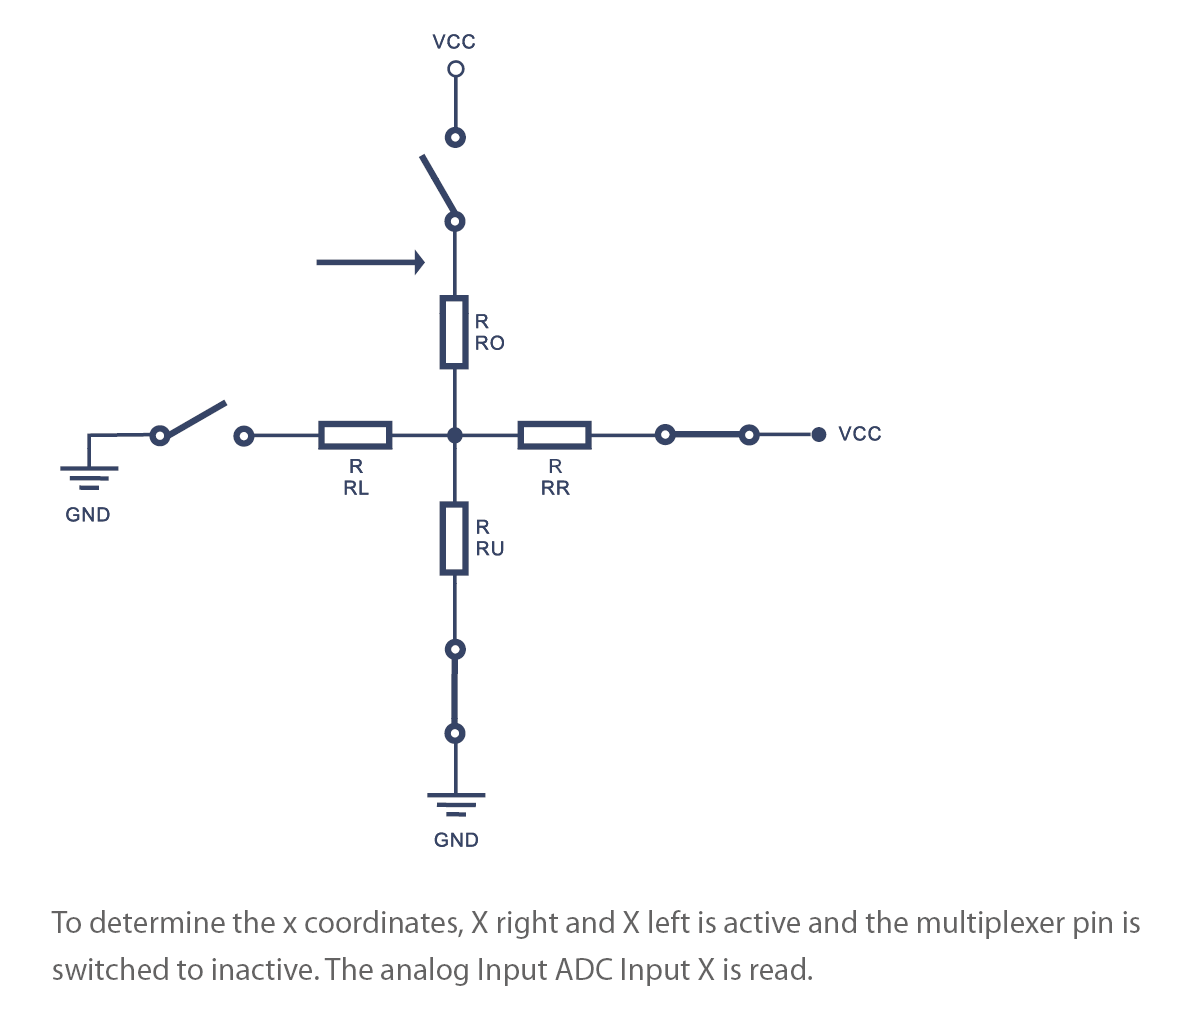 VCC
R
RO
VCC
R
RL
R
RR
GND
R
RU
GND
To determine the x coordinates, X right and X left is active and the multiplexer pin is
switched to inactive. The analog Input ADC Input X is read.